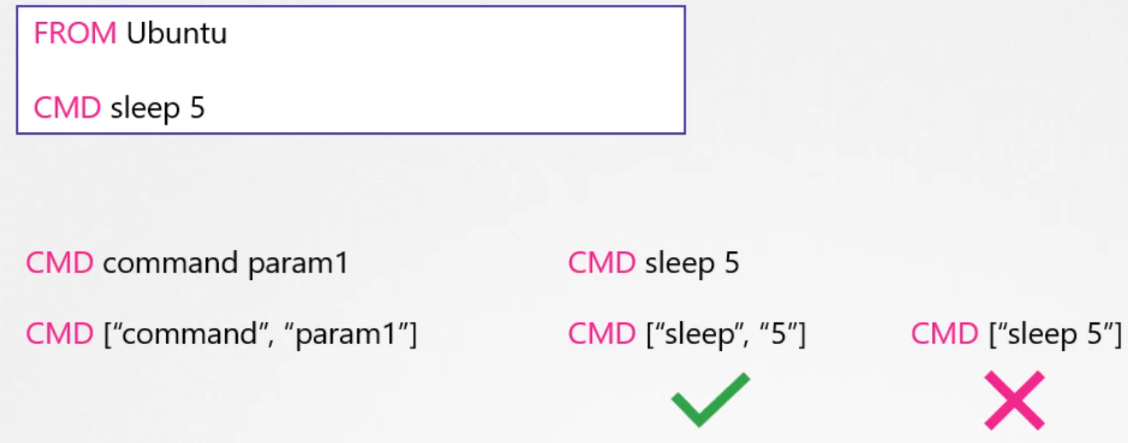 FROM Ubuntu
CMD sleep 5
CMD command param1
CMD sleep 5
CMD [“command”, “param1”]
CMD [“sleep”, “5”]
CMD [“sleep 5”]